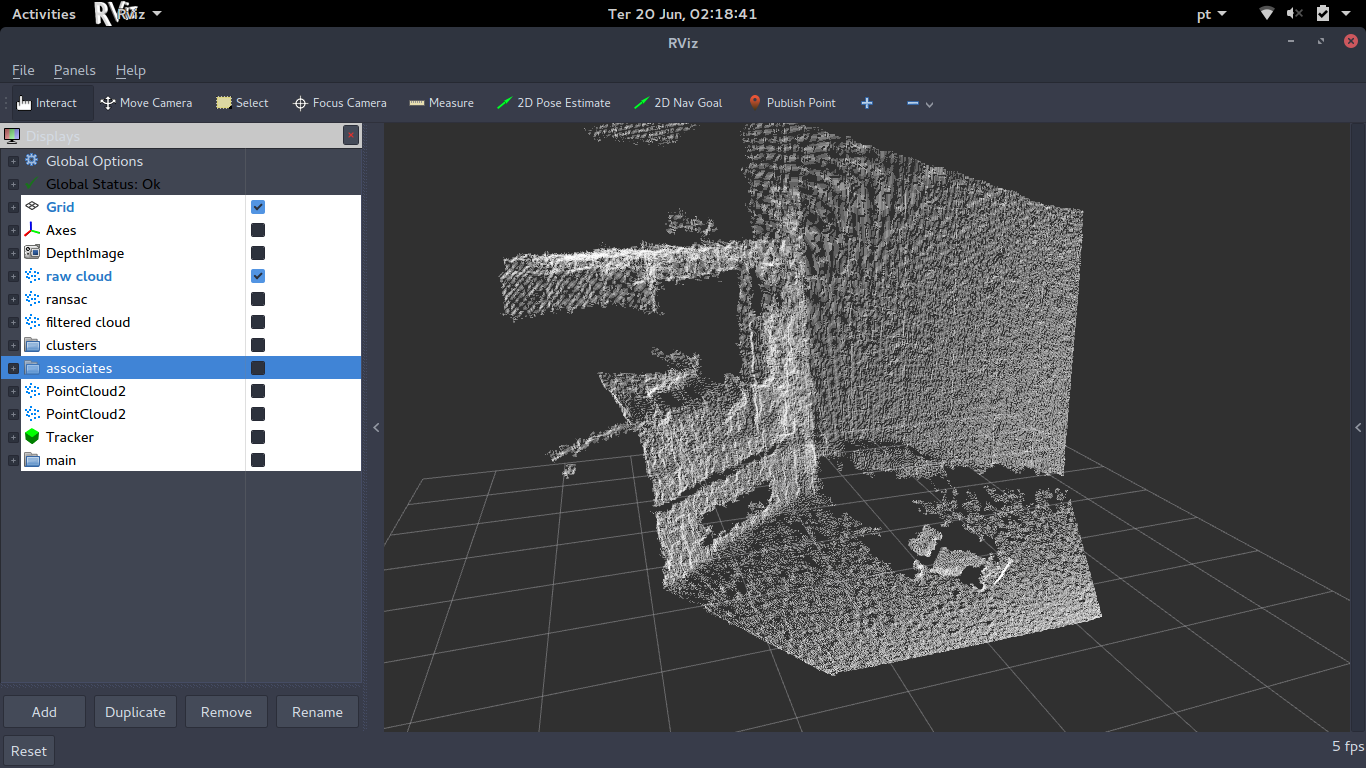 Activities RViz Ter 20 Jun, 02:18:41 pt
RViz
File Panels Help
Interact Move Camera Select Focus Camera Measure 2D Pose Estimate 2D Nav Goal Publish Point
Displays
Global Options
Global Status: Ok
Grid
Axes
DepthImage
raw cloud
ransac
filtered cloud
clusters
associates
PointCloud2
PointCloud2
Tracker
main
Add Duplicate Remove Rename
Reset 5 fps